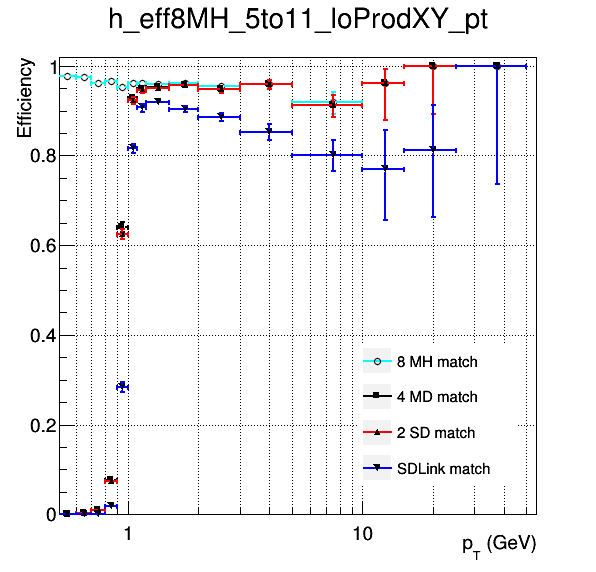 h_eff8MH_5to11_loProdXY_pt
Efficiency
1
0.8
0.6
0.4
0.2
0
8 MH match
4 MD match
2 SD match
SDLink match
1
10
p_T (GeV)